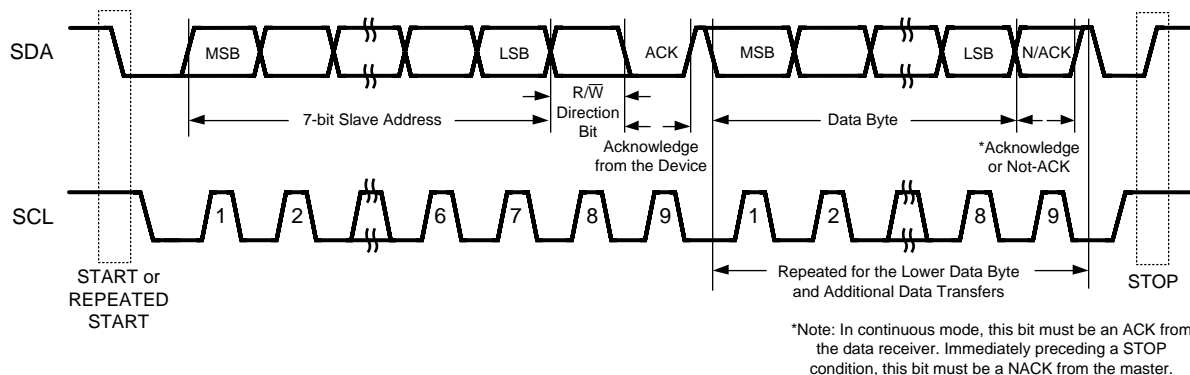 SDA
MSB
LSB
ACK
MSB
LSB
N/ACK
R/W̅
Direction
Bit
7-bit Slave Address
Acknowledge
from the Device
Data Byte
*Acknowledge
or Not-ACK
SCL
1
2
6
7
8
9
1
2
8
9
START or
REPEATED
START
Repeated for the Lower Data Byte
and Additional Data Transfers
STOP
*Note: In continuous mode, this bit must be an ACK from
the data receiver. Immediately preceding a STOP
condition, this bit must be a NACK from the master.